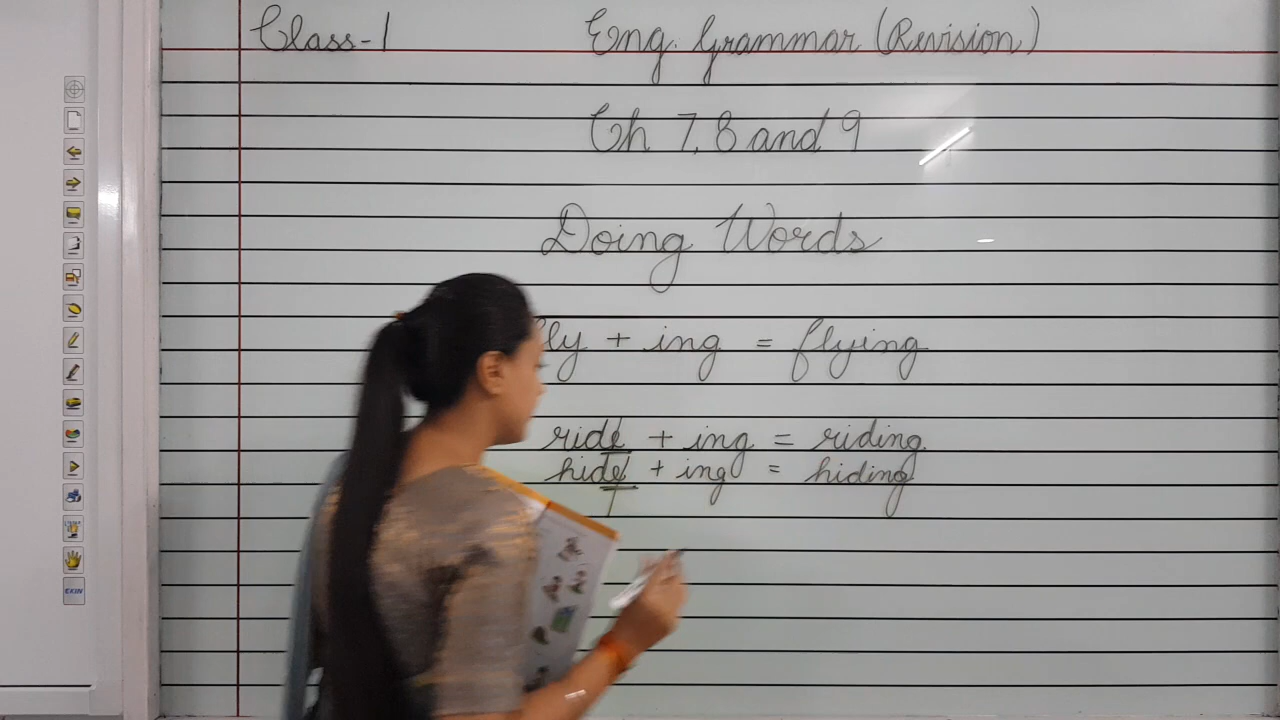 Class-1 Eng. Grammar (Revision)
Ch 7, 8 and 9
Doing Words
fly + ing = flying
ride + ing = riding
hide + ing = hiding